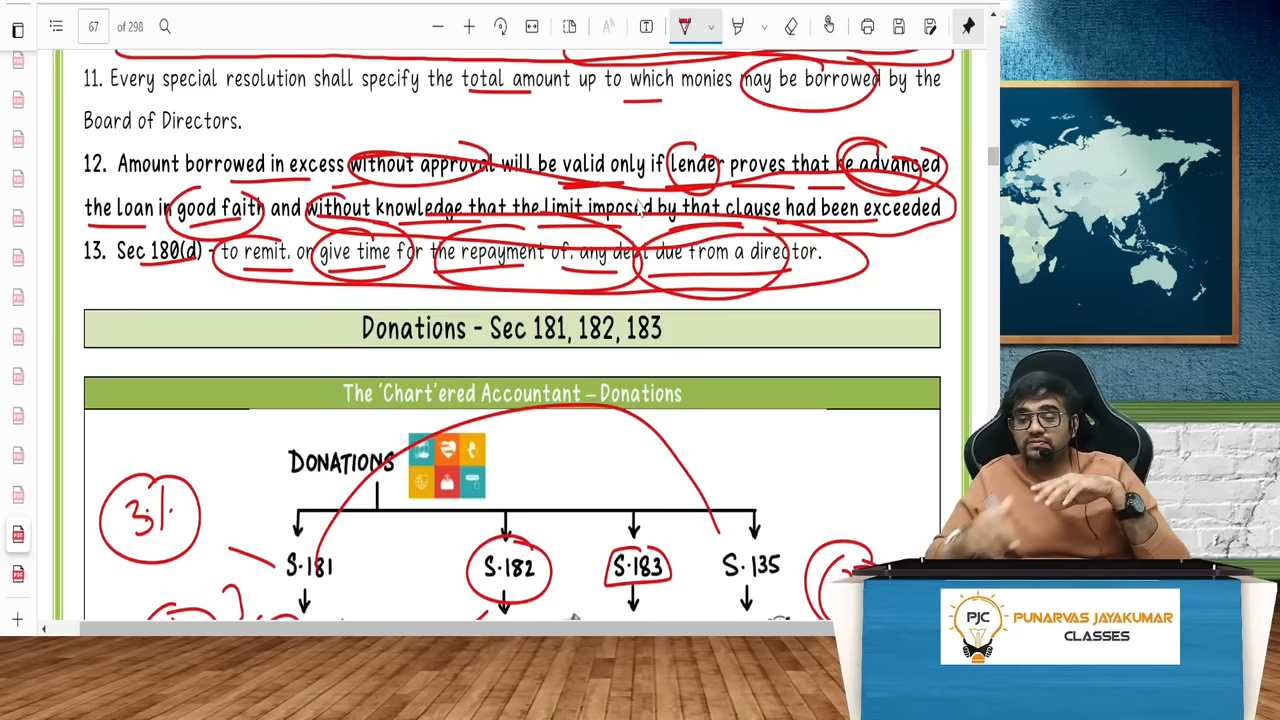 67 of 298
11. Every special resolution shall specify the total amount up to which monies may be borrowed by the
Board of Directors.
12. Amount borrowed in excess without approval will be valid only if lender proves that he advanced
the loan in good faith and without knowledge that the limit imposed by that clause had been exceeded
13. Sec 180(d) - to remit, or give time for the repayment of, any debt due from a director.
Donations - Sec 181, 182, 183
The 'Chart'ered Accountant – Donations
DONATIONS
3%
S.181 S.182 S.183 S.135
PJC
PUNARVAS JAYAKUMAR
CLASSES